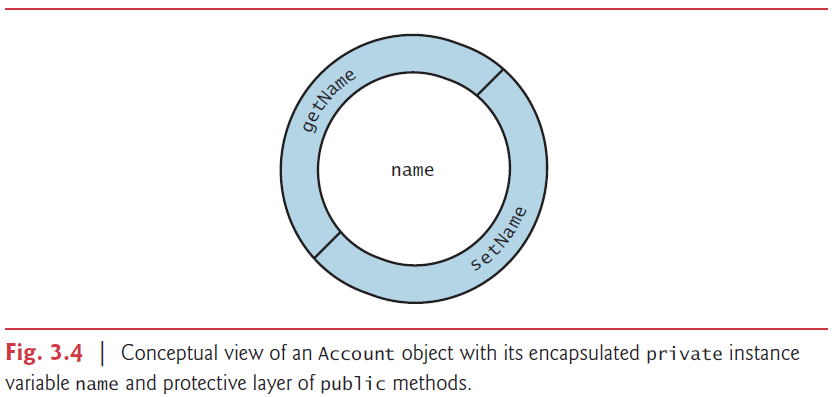 getName
name
setName
Fig. 3.4 | Conceptual view of an Account object with its encapsulated private instance
variable name and protective layer of public methods.